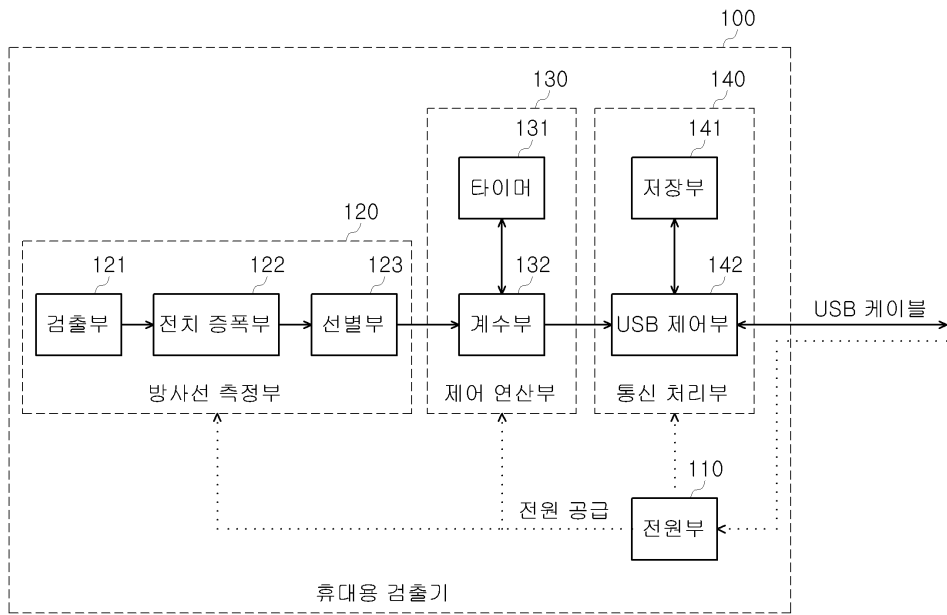 100
130
140
131
141
타이머
저장부
120
121
122
123
132
142
검출부
전치 증폭부
선별부
계수부
USB 제어부
USB 케이블
방사선 측정부
제어 연산부
통신 처리부
110
전원 공급
전원부
휴대용 검출기